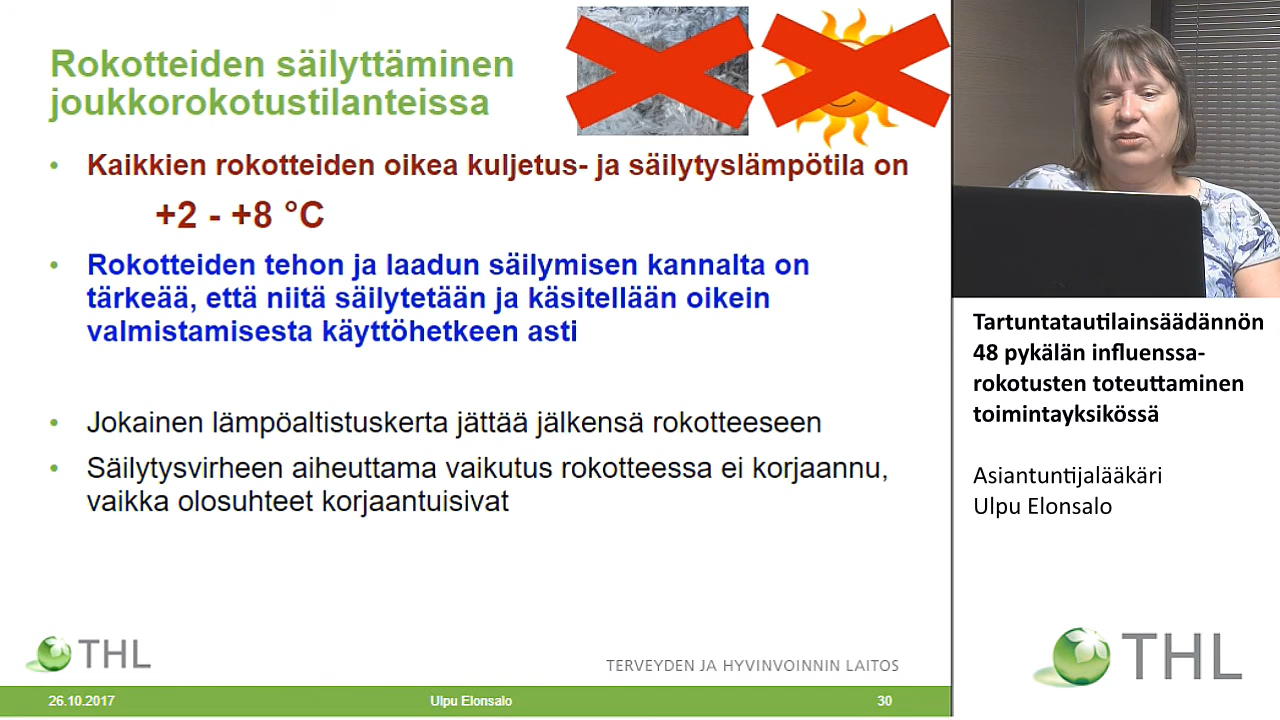 Rokotteiden säilyttäminen
joukkorokotustilanteissa
• Kaikkien rokotteiden oikea kuljetus- ja säilytyslämpötila on
+2 - +8 °C
• Rokotteiden tehon ja laadun säilymisen kannalta on
tärkeää, että niitä säilytetään ja käsitellään oikein
valmistamisesta käyttöhetkeen asti
• Jokainen lämpöaltistuskerta jättää jälkensä rokotteeseen
• Säilytysvirheen aiheuttama vaikutus rokotteessa ei korjaannu,
vaikka olosuhteet korjaantuisivat
THL
TERVEYDEN JA HYVINVOINNIN LAITOS
26.10.2017 Ulpu Elonsalo 30
Tartuntatautilainsäädännön
48 pykälän influenssa-
rokotusten toteuttaminen
toimintayksikössä
Asiantuntijalääkäri
Ulpu Elonsalo
THL